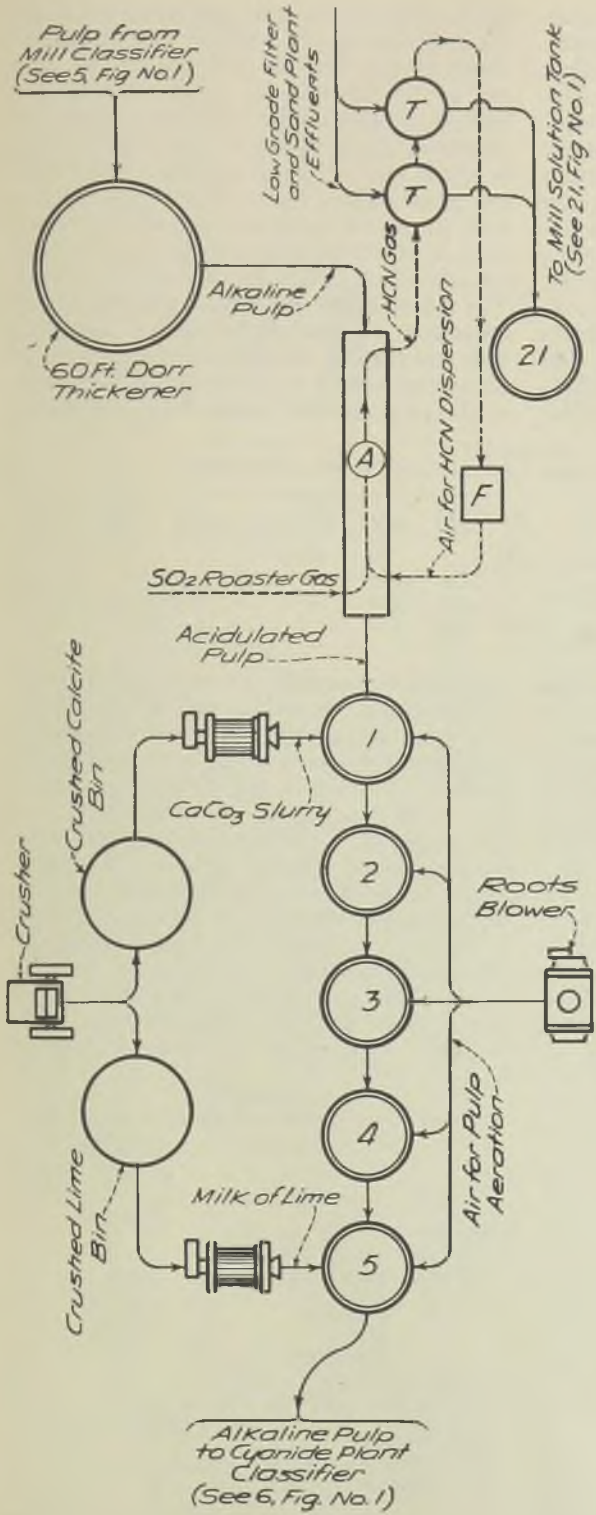 Pulp from
Mill Classifier
(See 5, Fig No. 1)
60 Ft. Dorr
Thickener
Alkaline
Pulp
Low Grade Filter
and Sand Plant
Effluents
T
T
HCN Gas
To Mill Solution Tank
(See 21, Fig No. 1)
21
A
F
Air for HCN Dispersion
SO2 Roaster Gas
Acidulated
Pulp
Crusher
Crushed Calcite
Bin
CaCo3 Slurry
1
2
3
4
5
Roots
Blower
Air for Pulp
Aeration
Crushed Lime
Bin
Milk of Lime
Alkaline Pulp
to Cyanide Plant
Classifier
(See 6, Fig. No. 1)